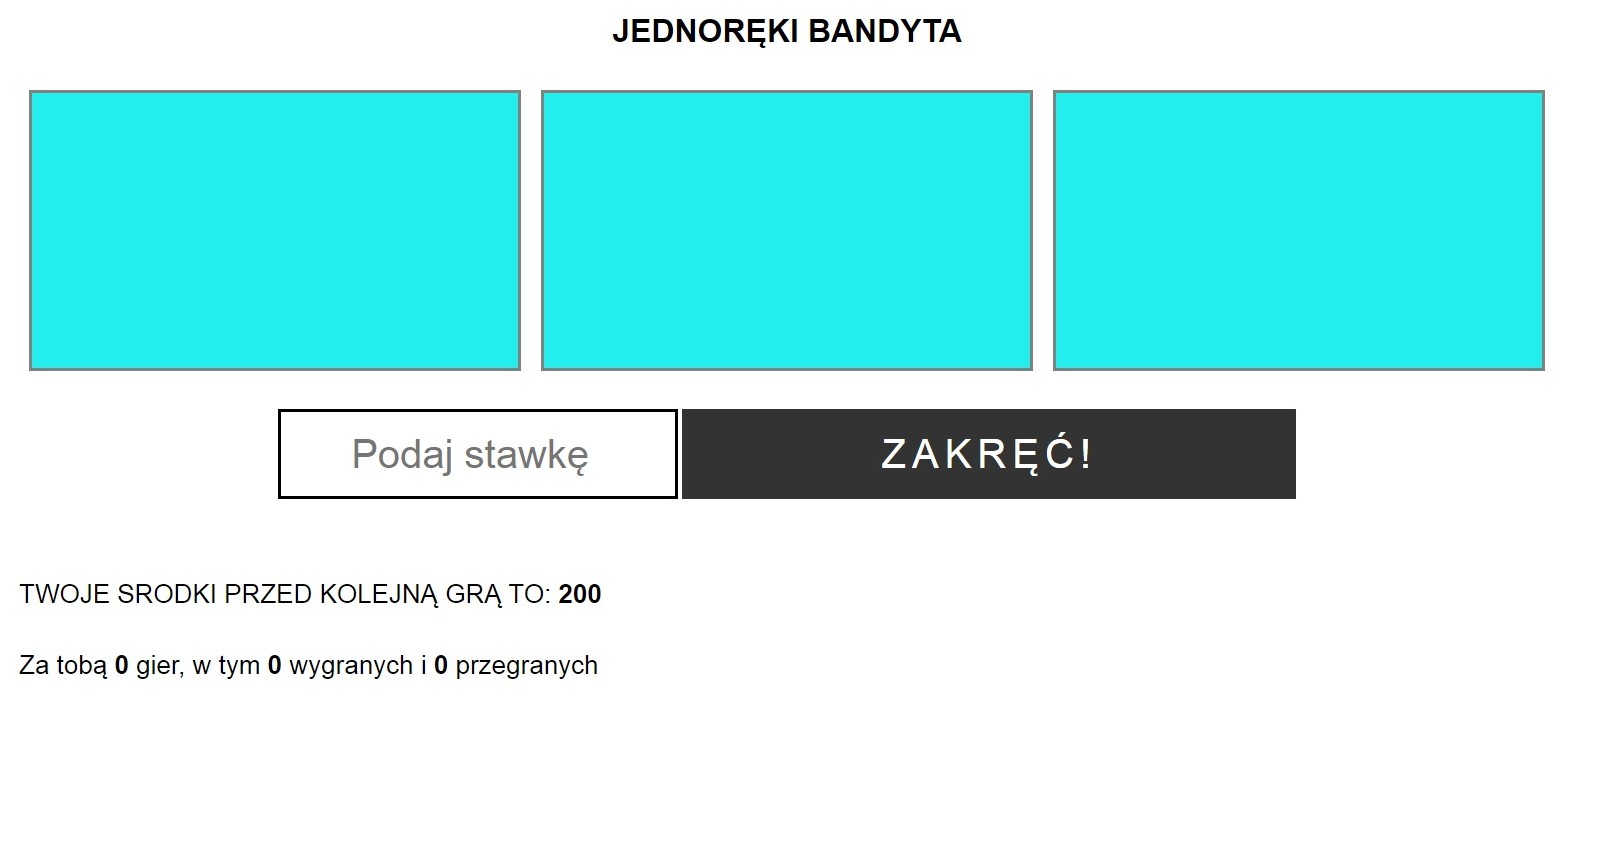 JEDNORĘKI BANDYTA
Podaj stawkę
ZAKRĘĆ!
TWOJE SRODKI PRZED KOLEJNĄ GRĄ TO: 200
Za tobą 0 gier, w tym 0 wygranych i 0 przegranych